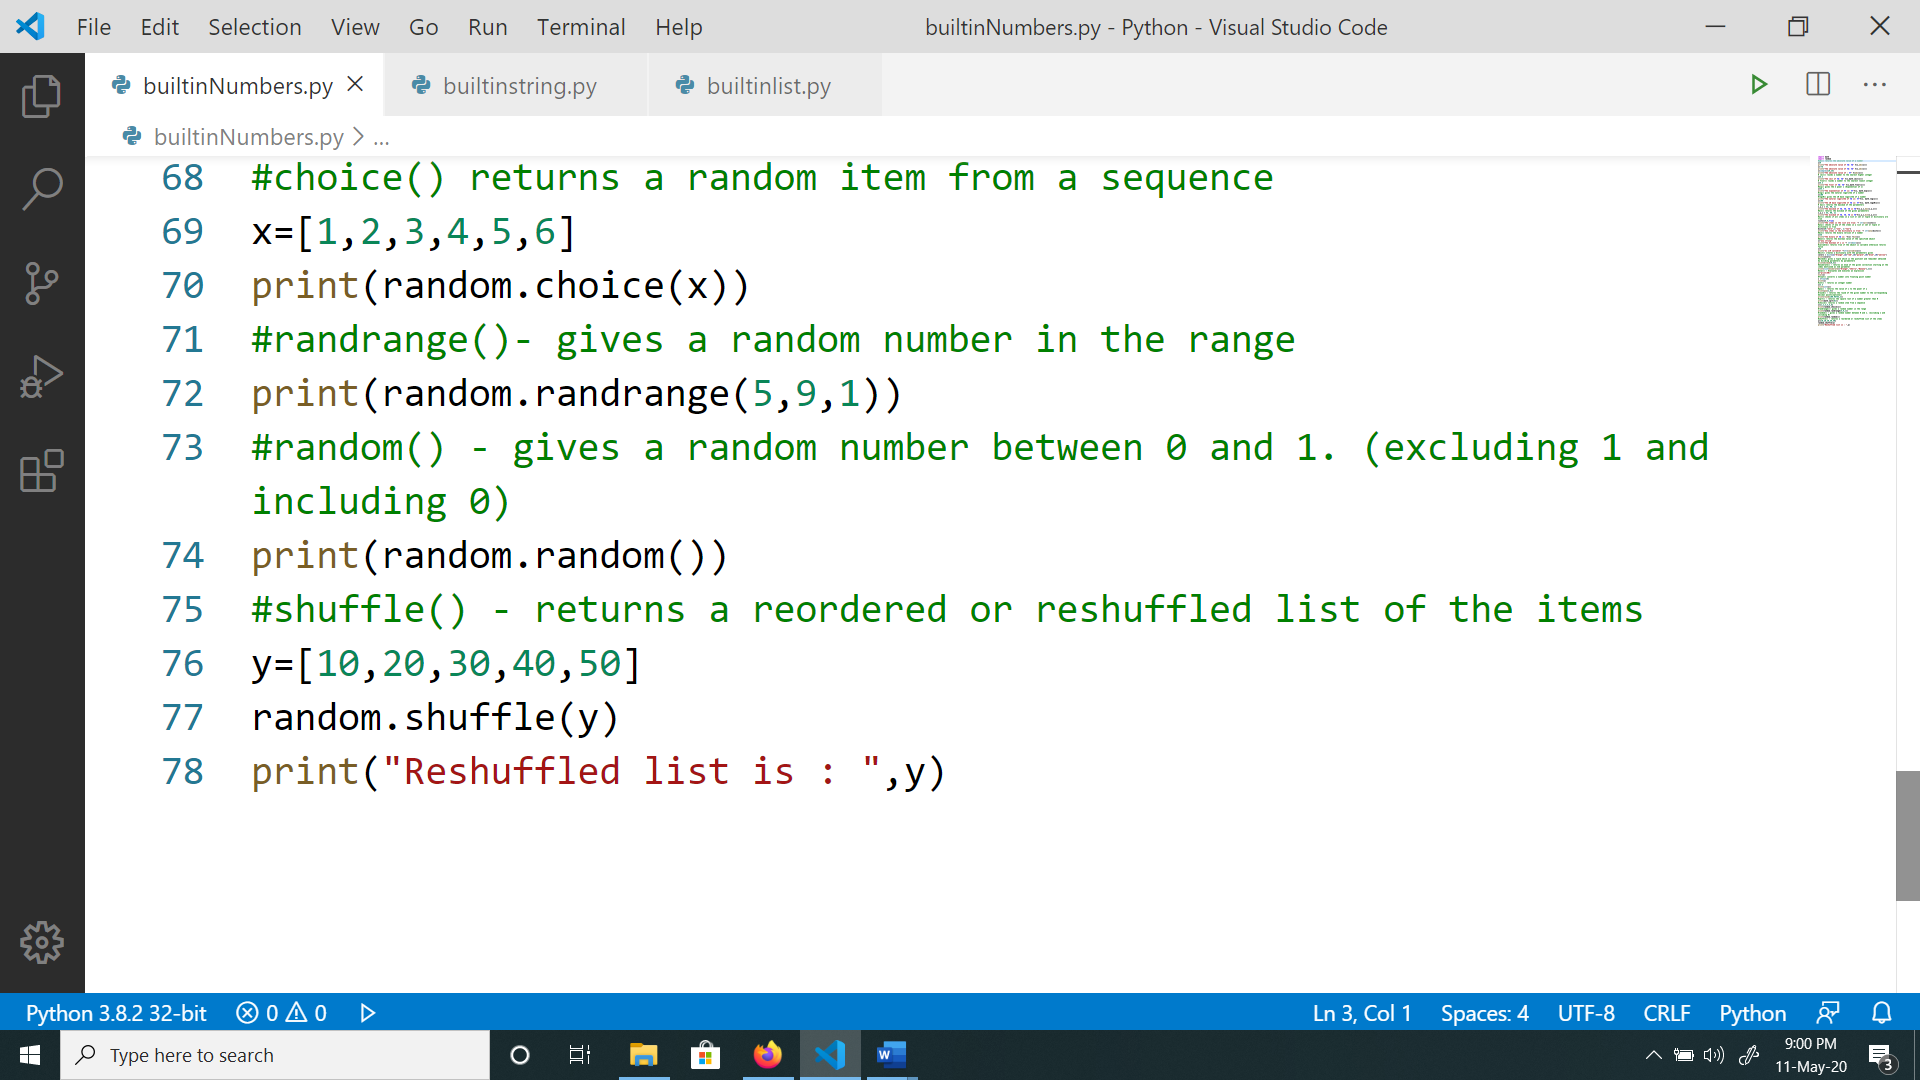 File Edit Selection View Go Run Terminal Help builtinNumbers.py - Python - Visual Studio Code
builtinNumbers.py builtinstring.py builtinlist.py
builtinNumbers.py > ...
68 #choice() returns a random item from a sequence
69 x=[1,2,3,4,5,6]
70 print(random.choice(x))
71 #randrange()- gives a random number in the range
72 print(random.randrange(5,9,1))
73 #random() - gives a random number between 0 and 1. (excluding 1 and
including 0)
74 print(random.random())
75 #shuffle() - returns a reordered or reshuffled list of the items
76 y=[10,20,30,40,50]
77 random.shuffle(y)
78 print("Reshuffled list is : ",y)
Python 3.8.2 32-bit 0 0 Ln 3, Col 1 Spaces: 4 UTF-8 CRLF Python
Type here to search 9:00 PM
11-May-20 3